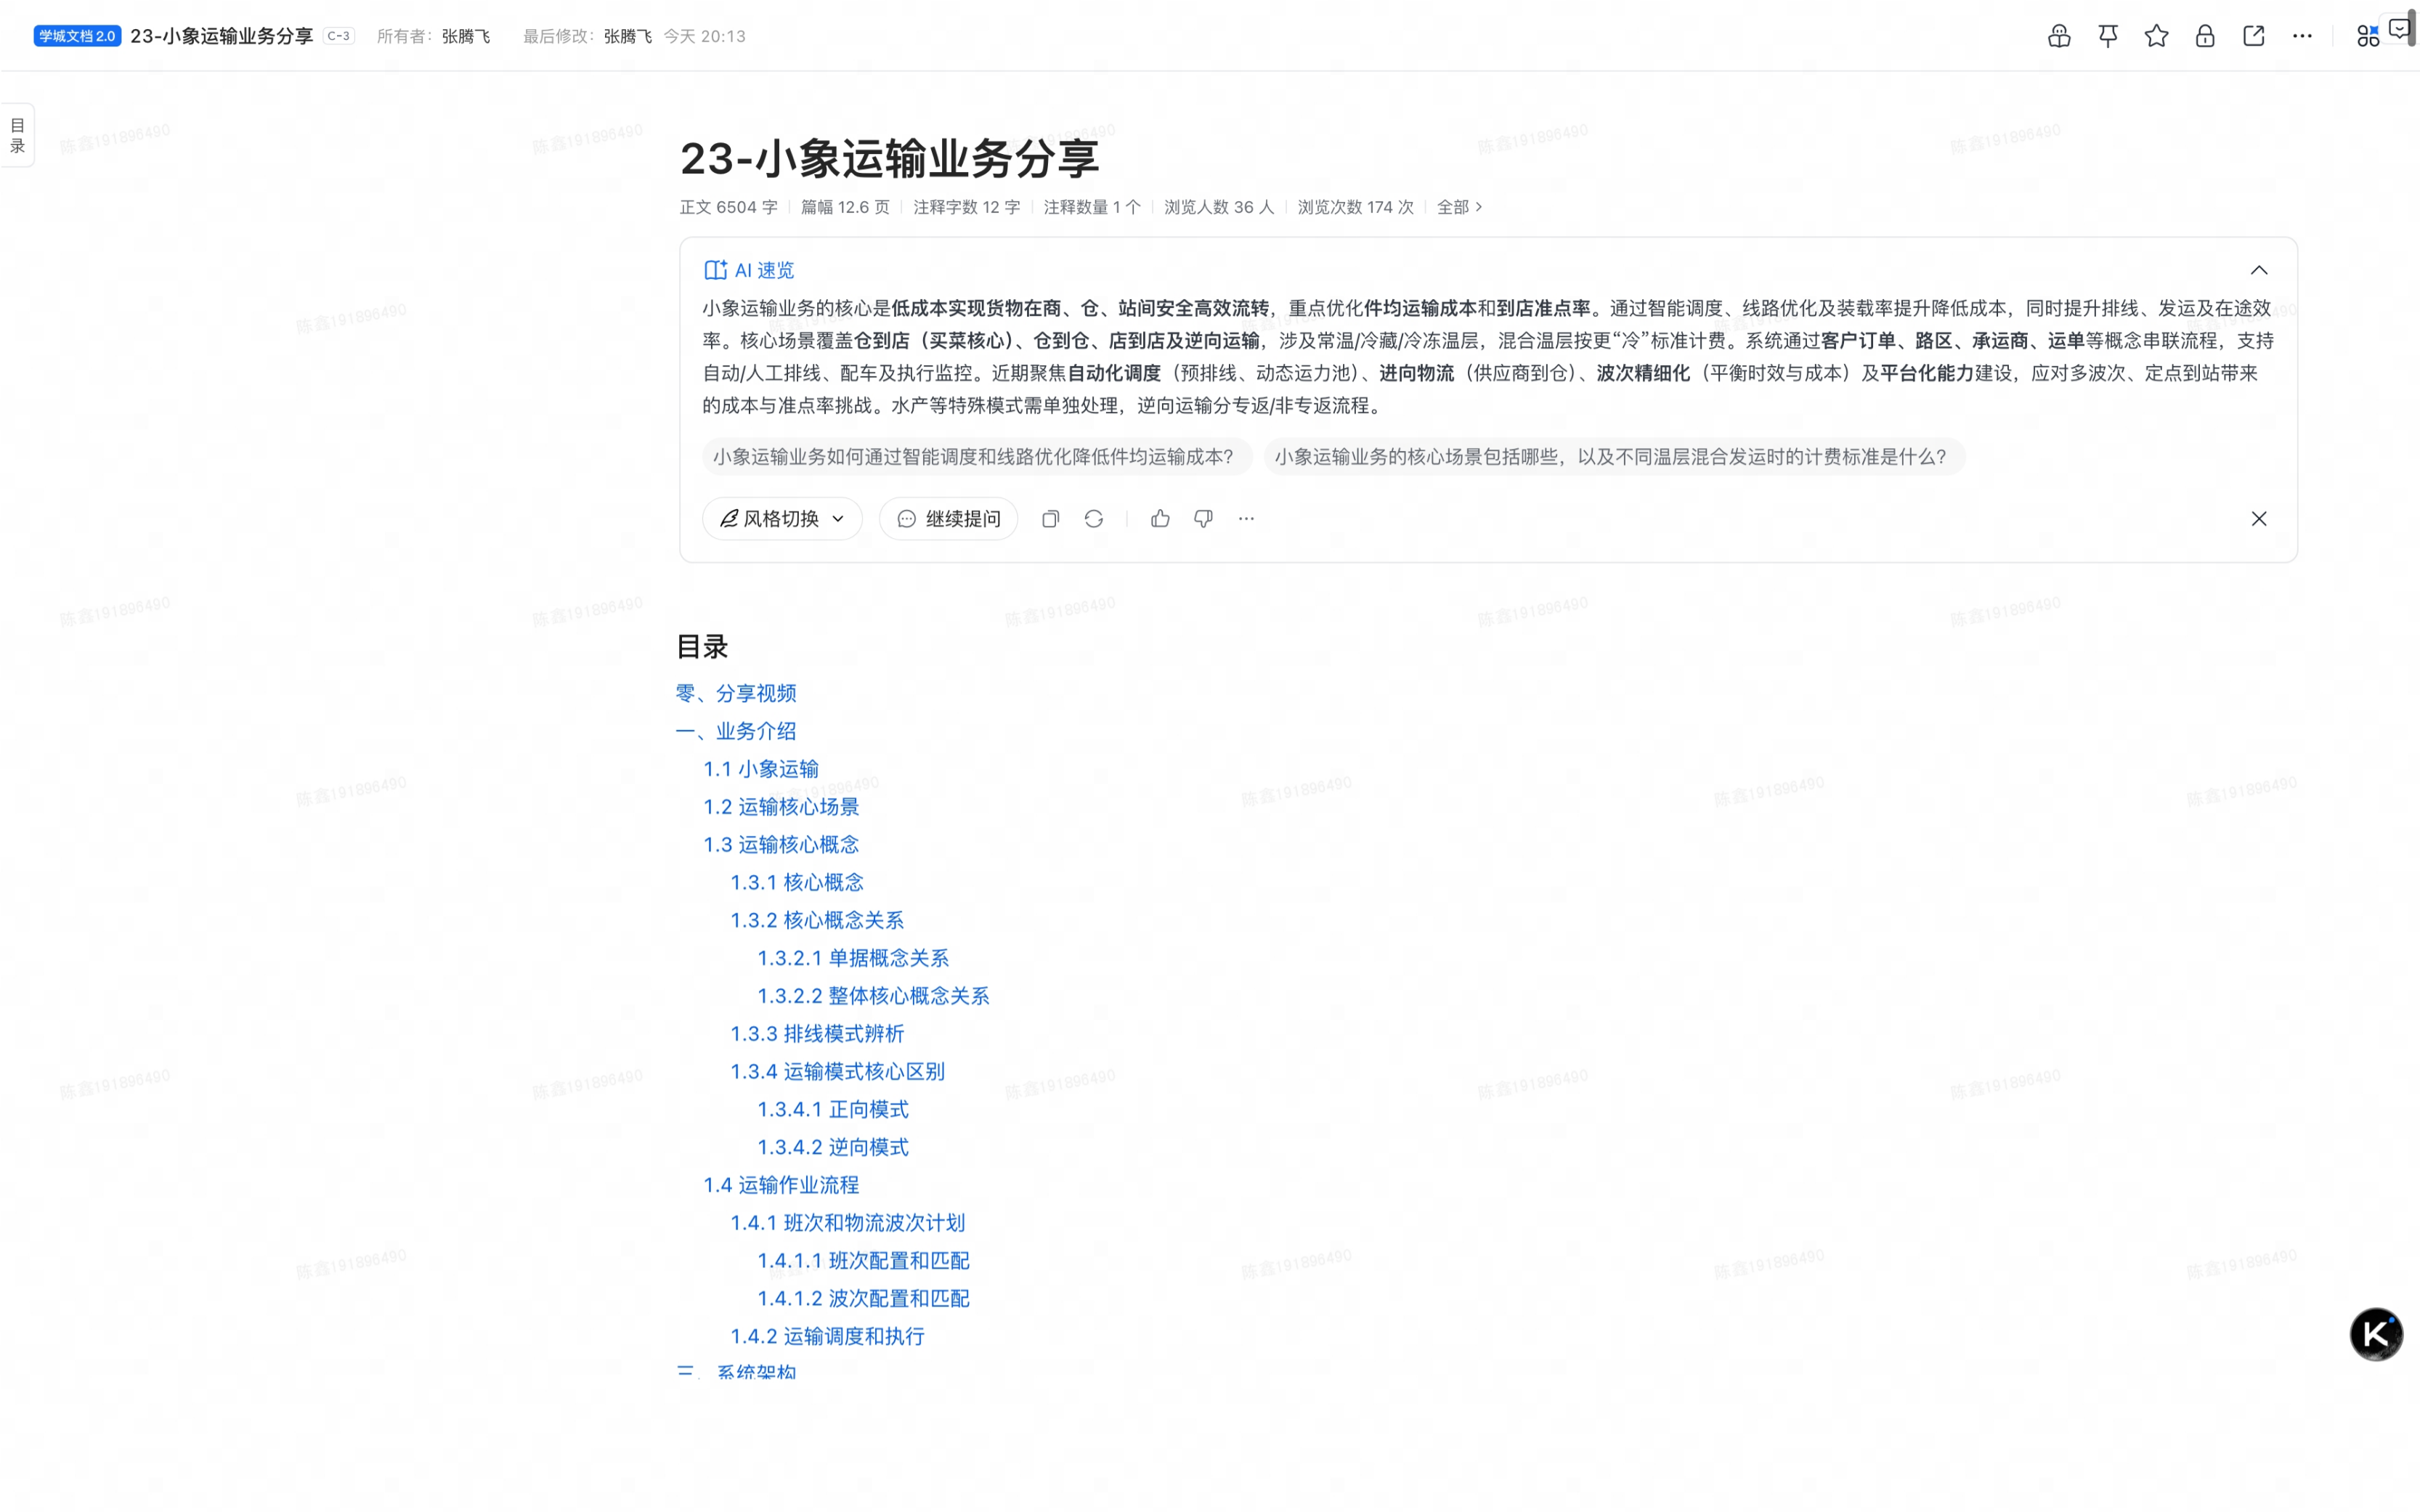 学城文档2.0 23-小象运输业务分享 C-3 所有者：张腾飞 最后修改：张腾飞 今天 20:13
目录
23-小象运输业务分享
正文 6504 字 篇幅 12.6 页 注释字数 12 字 注释数量 1 个 浏览人数 36 人 浏览次数 174 次 全部
AI 速览
小象运输业务的核心是低成本实现货物在商、仓、站间安全高效流转，重点优化件均运输成本和到店准点率。通过智能调度、线路优化及装载率提升降低成本，同时提升排线、发运及在途效
率。核心场景覆盖仓到店（买菜核心）、仓到仓、店到店及逆向运输，涉及常温/冷藏/冷冻温层，混合温层按更“冷”标准计费。系统通过客户订单、路区、承运商、运单等概念串联流程，支持
自动/人工排线、配车及执行监控。近期聚焦自动化调度（预排线、动态运力池）、进向物流（供应商到仓）、波次精细化（平衡时效与成本）及平台化能力建设，应对多波次、定点到站带来
的成本与准点率挑战。水产等特殊模式需单独处理，逆向运输分专返/非专返流程。
小象运输业务如何通过智能调度和线路优化降低件均运输成本？ 小象运输业务的核心场景包括哪些，以及不同温层混合发运时的计费标准是什么？
风格切换 继续提问
目录
零、分享视频
一、业务介绍
1.1 小象运输
1.2 运输核心场景
1.3 运输核心概念
1.3.1 核心概念
1.3.2 核心概念关系
1.3.2.1 单据概念关系
1.3.2.2 整体核心概念关系
1.3.3 排线模式辨析
1.3.4 运输模式核心区别
1.3.4.1 正向模式
1.3.4.2 逆向模式
1.4 运输作业流程
1.4.1 班次和物流波次计划
1.4.1.1 班次配置和匹配
1.4.1.2 波次配置和匹配
1.4.2 运输调度和执行
系统架构
陈鑫191896490